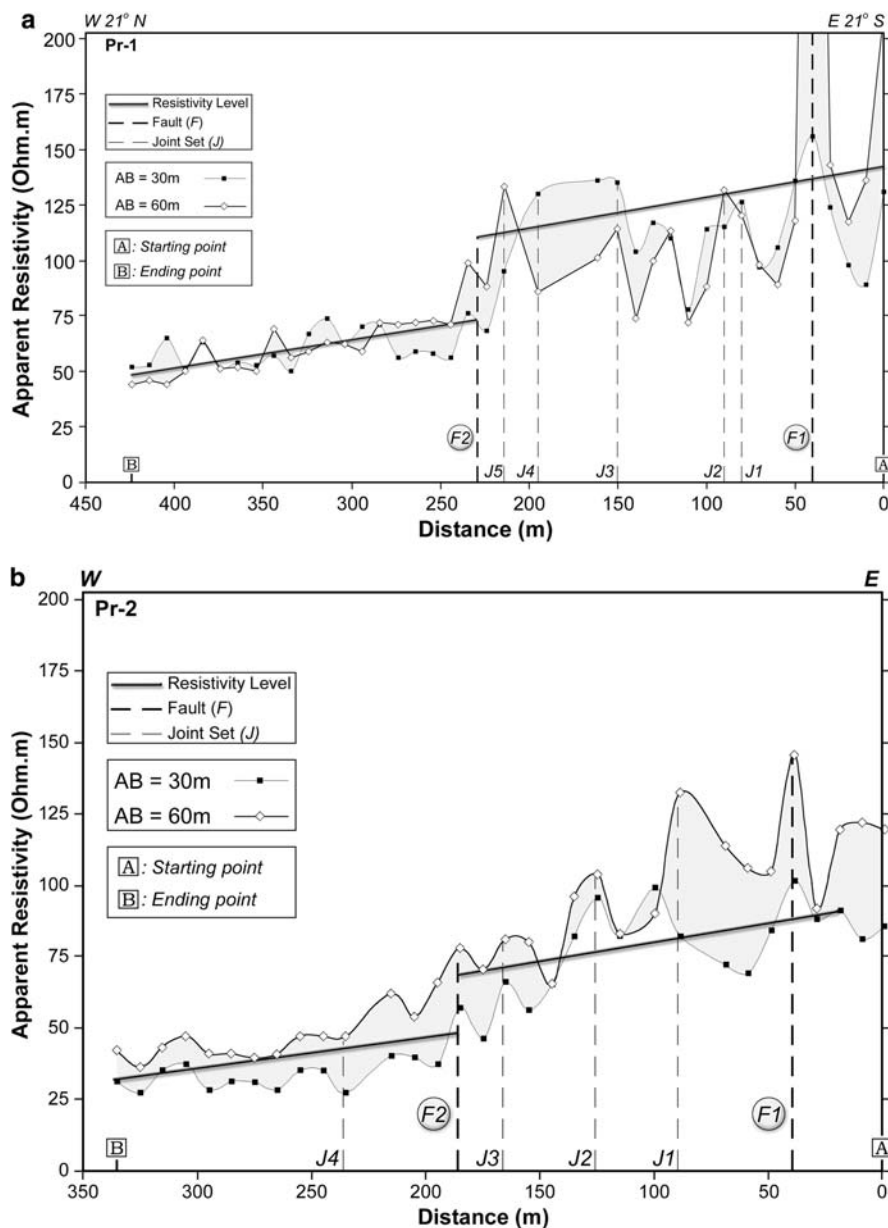 a
W 21° N E 21° S
Pr-1
Resistivity Level
Fault (F)
Joint Set (J)
AB = 30m
AB = 60m
A : Starting point
B : Ending point
Apparent Resistivity (Ohm.m)
200
175
150
125
100
75
50
25
0
B F2 J5 J4 J3 J2 J1 F1 A
450 400 350 300 250 200 150 100 50 0
Distance (m)
b
W E
Pr-2
Resistivity Level
Fault (F)
Joint Set (J)
AB = 30m
AB = 60m
A : Starting point
B : Ending point
Apparent Resistivity (Ohm.m)
200
175
150
125
100
75
50
25
0
B J4 F2 J3 J2 J1 F1 A
350 300 250 200 150 100 50 0
Distance (m)